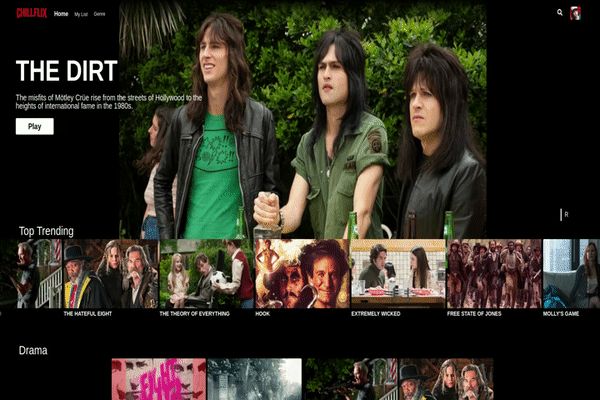 CHILLFLIX
Home
My List
Genre
THE DIRT
The misfits of Mötley Crüe rise from the streets of Hollywood to the
heights of international fame in the 1980s.
Play
R
Top Trending
THE HATEFUL EIGHT
THE THEORY OF EVERYTHING
HOOK
EXTREMELY WICKED
FREE STATE OF JONES
MOLLY'S GAME
Drama